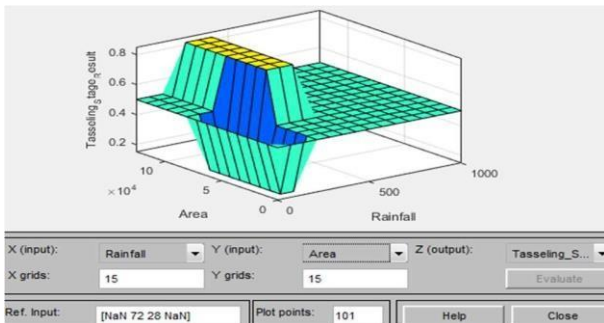 0.8
0.6
0.4
0.2
Tasseling_Stage_Result
10
5
0
×10⁴
Area
0
500
1000
Rainfall
X (input): Rainfall Y (input): Area Z (output): Tasseling_S...
X grids: 15 Y grids: 15 Evaluate
Ref. Input: [NaN 72 28 NaN] Plot points: 101 Help Close